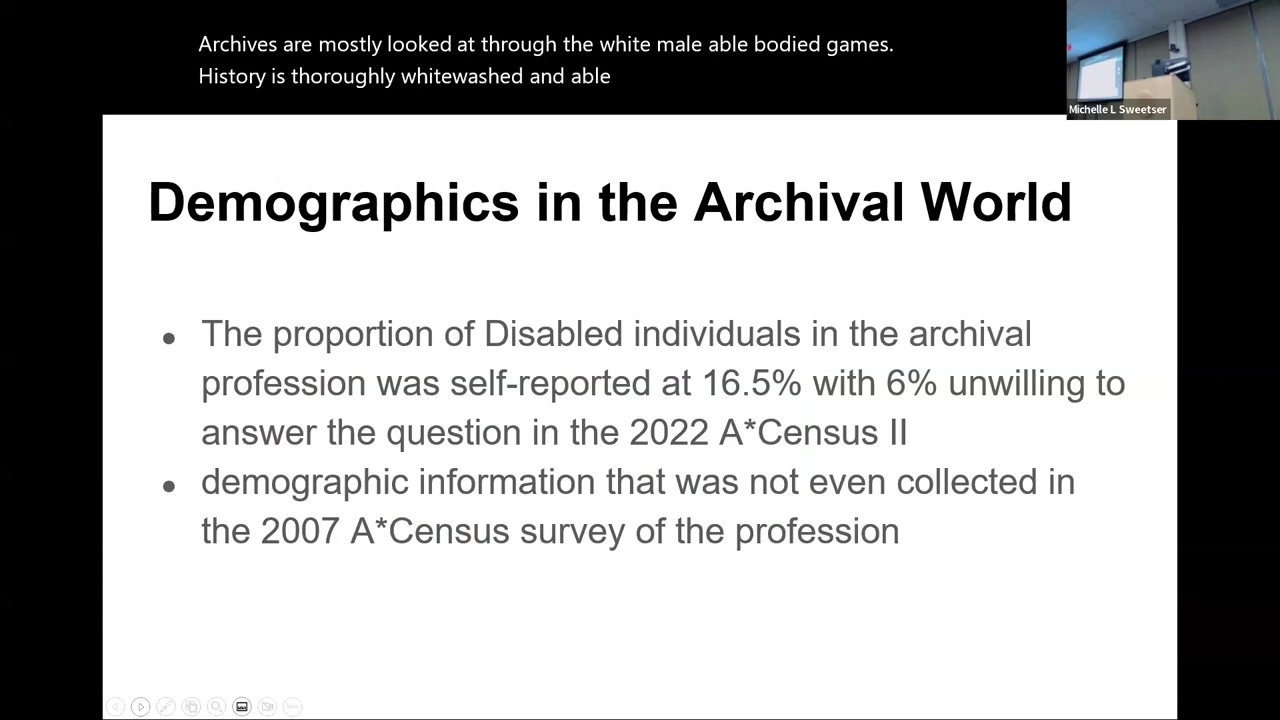 Archives are mostly looked at through the white male able bodied games.
History is thoroughly whitewashed and able
Michelle L Sweetser
Demographics in the Archival World
• The proportion of Disabled individuals in the archival
profession was self-reported at 16.5% with 6% unwilling to
answer the question in the 2022 A*Census II
• demographic information that was not even collected in
the 2007 A*Census survey of the profession